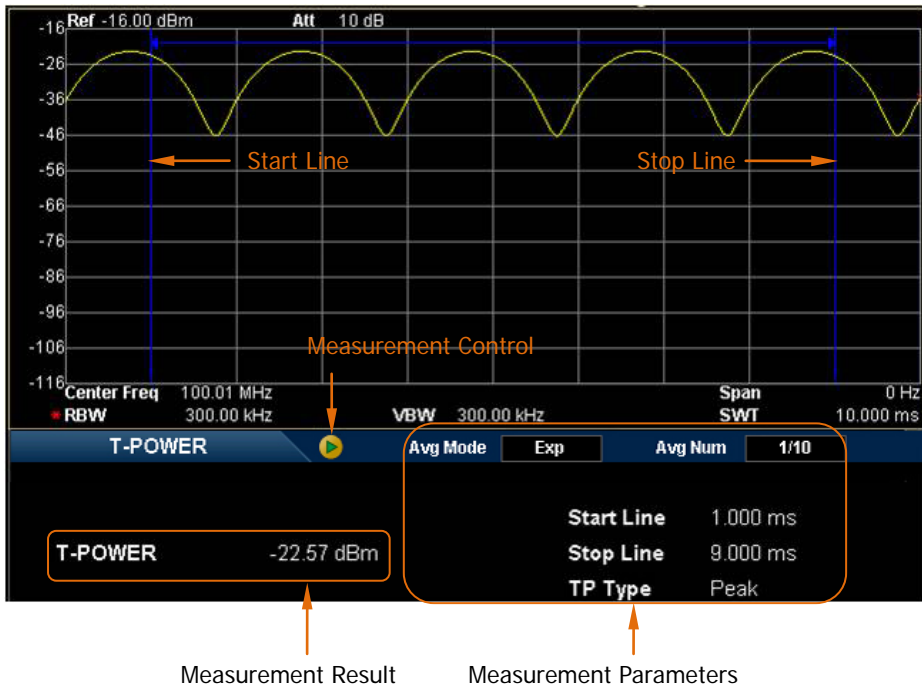 Ref -16.00 dBm Att 10 dB
-16
-26
-36
-46
-56
-66
-76
-86
-96
-106
-116
Start Line
Stop Line
Measurement Control
Center Freq 100.01 MHz Span 0 Hz
RBW 300.00 kHz VBW 300.00 kHz SWT 10.000 ms
T-POWER Avg Mode Exp Avg Num 1/10
Start Line 1.000 ms
T-POWER -22.57 dBm Stop Line 9.000 ms
TP Type Peak
Measurement Result Measurement Parameters